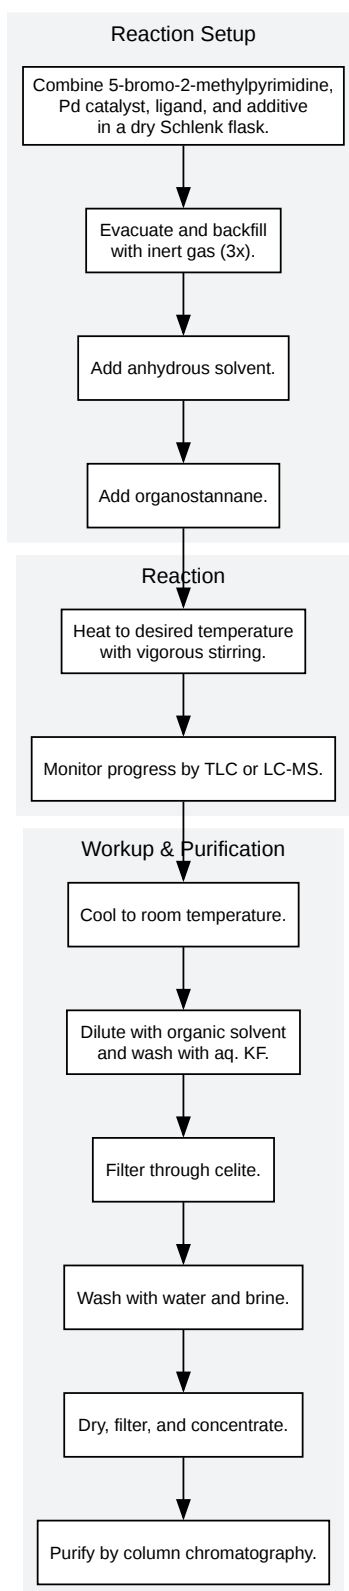 Reaction Setup
Combine 5-bromo-2-methylpyrimidine,
Pd catalyst, ligand, and additive
in a dry Schlenk flask.
Evacuate and backfill
with inert gas (3x).
Add anhydrous solvent.
Add organostannane.
Reaction
Heat to desired temperature
with vigorous stirring.
Monitor progress by TLC or LC-MS.
Workup & Purification
Cool to room temperature.
Dilute with organic solvent
and wash with aq. KF.
Filter through celite.
Wash with water and brine.
Dry, filter, and concentrate.
Purify by column chromatography.